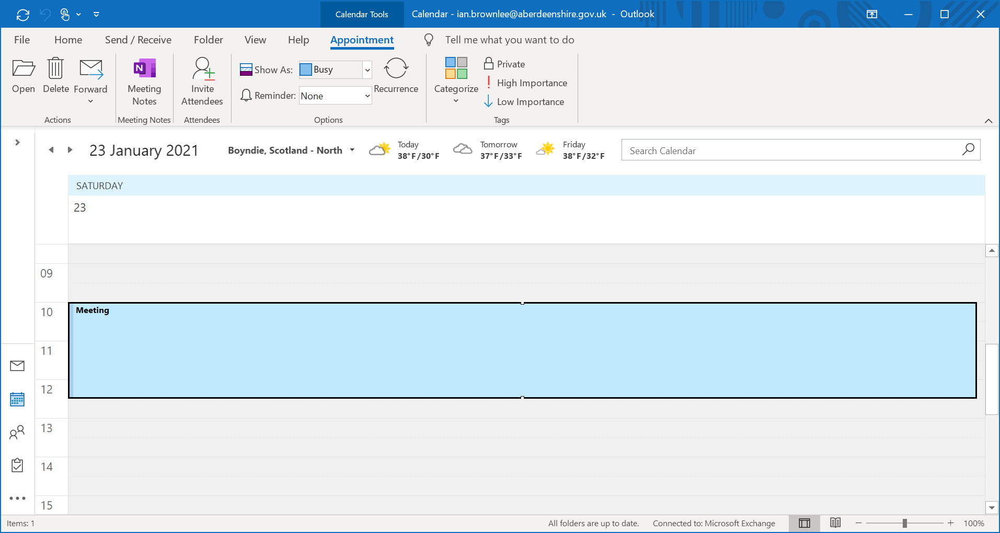 Calendar Tools
Calendar - ian.brownlee@aberdeenshire.gov.uk - Outlook
File Home Send / Receive Folder View Help Appointment Tell me what you want to do
Open Delete Forward
Actions
N
Meeting Notes
Meeting Notes
Invite Attendees
Attendees
Show As: Busy
Reminder: None
Recurrence
Options
Categorize
Private
High Importance
Low Importance
Tags
23 January 2021
Boyndie, Scotland - North
Today
38°F/30°F
Tomorrow
37°F/33°F
Friday
38°F/32°F
Search Calendar
SATURDAY
23
09
10
Meeting
11
12
13
14
15
Items: 1
All folders are up to date. Connected to: Microsoft Exchange
100%